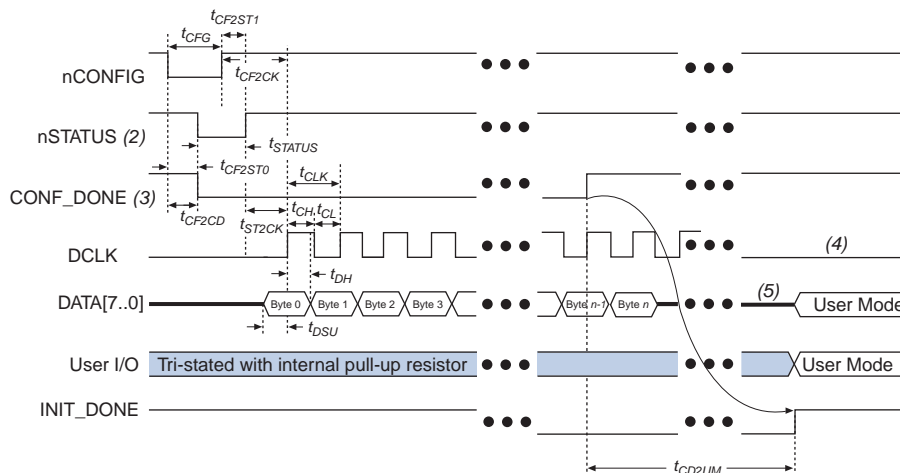 tCF2ST1
tCFG
nCONFIG
tCF2CK
nSTATUS (2)
tSTATUS
tCF2ST0
tCLK
CONF_DONE (3)
tCH tCL
tCF2CD
tST2CK
DCLK
(4)
tDH
DATA[7..0]
Byte 0 Byte 1 Byte 2 Byte 3 Byte n-1 Byte n
(5)
User Mode
tDSU
User I/O
Tri-stated with internal pull-up resistor
User Mode
INIT_DONE
tCD2UM